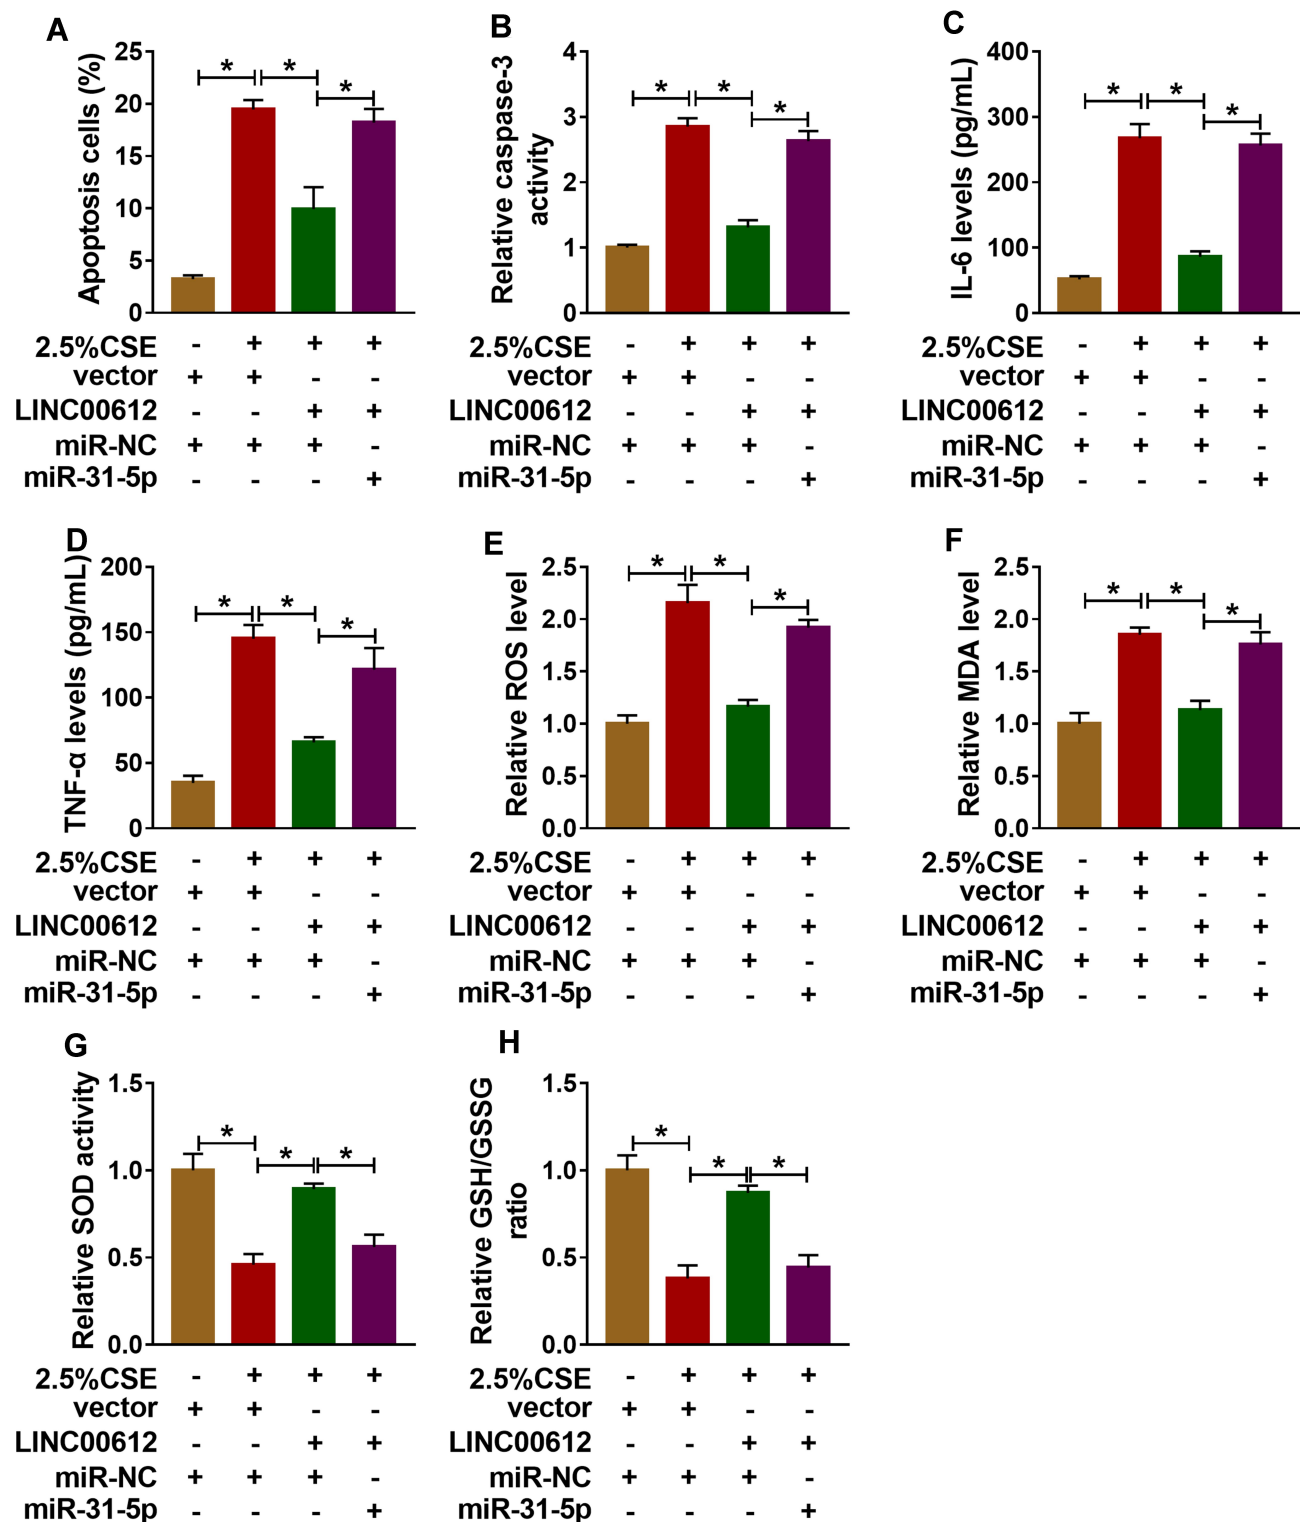 A
Apoptosis cells (%)
25
20
15
10
5
0
* * *
2.5%CSE - + + +
vector + + - -
LINC00612 - - + +
miR-NC + + + -
miR-31-5p - - - +
B
Relative caspase-3
activity
4
3
2
1
0
* * *
2.5%CSE - + + +
vector + + - -
LINC00612 - - + +
miR-NC + + + -
miR-31-5p - - - +
C
IL-6 levels (pg/mL)
400
300
200
100
0
* * *
2.5%CSE - + + +
vector + + - -
LINC00612 - - + +
miR-NC + + + -
miR-31-5p - - - +
D
TNF-α levels (pg/mL)
200
150
100
50
0
* * *
2.5%CSE - + + +
vector + + - -
LINC00612 - - + +
miR-NC + + + -
miR-31-5p - - - +
E
Relative ROS level
2.5
2.0
1.5
1.0
0.5
0.0
* * *
2.5%CSE - + + +
vector + + - -
LINC00612 - - + +
miR-NC + + + -
miR-31-5p - - - +
F
Relative MDA level
2.5
2.0
1.5
1.0
0.5
0.0
* * *
2.5%CSE - + + +
vector + + - -
LINC00612 - - + +
miR-NC + + + -
miR-31-5p - - - +
G
Relative SOD activity
1.5
1.0
0.5
0.0
* * *
2.5%CSE - + + +
vector + + - -
LINC00612 - - + +
miR-NC + + + -
miR-31-5p - - - +
H
Relative GSH/GSSG
ratio
1.5
1.0
0.5
0.0
* * *
2.5%CSE - + + +
vector + + - -
LINC00612 - - + +
miR-NC + + + -
miR-31-5p - - - +